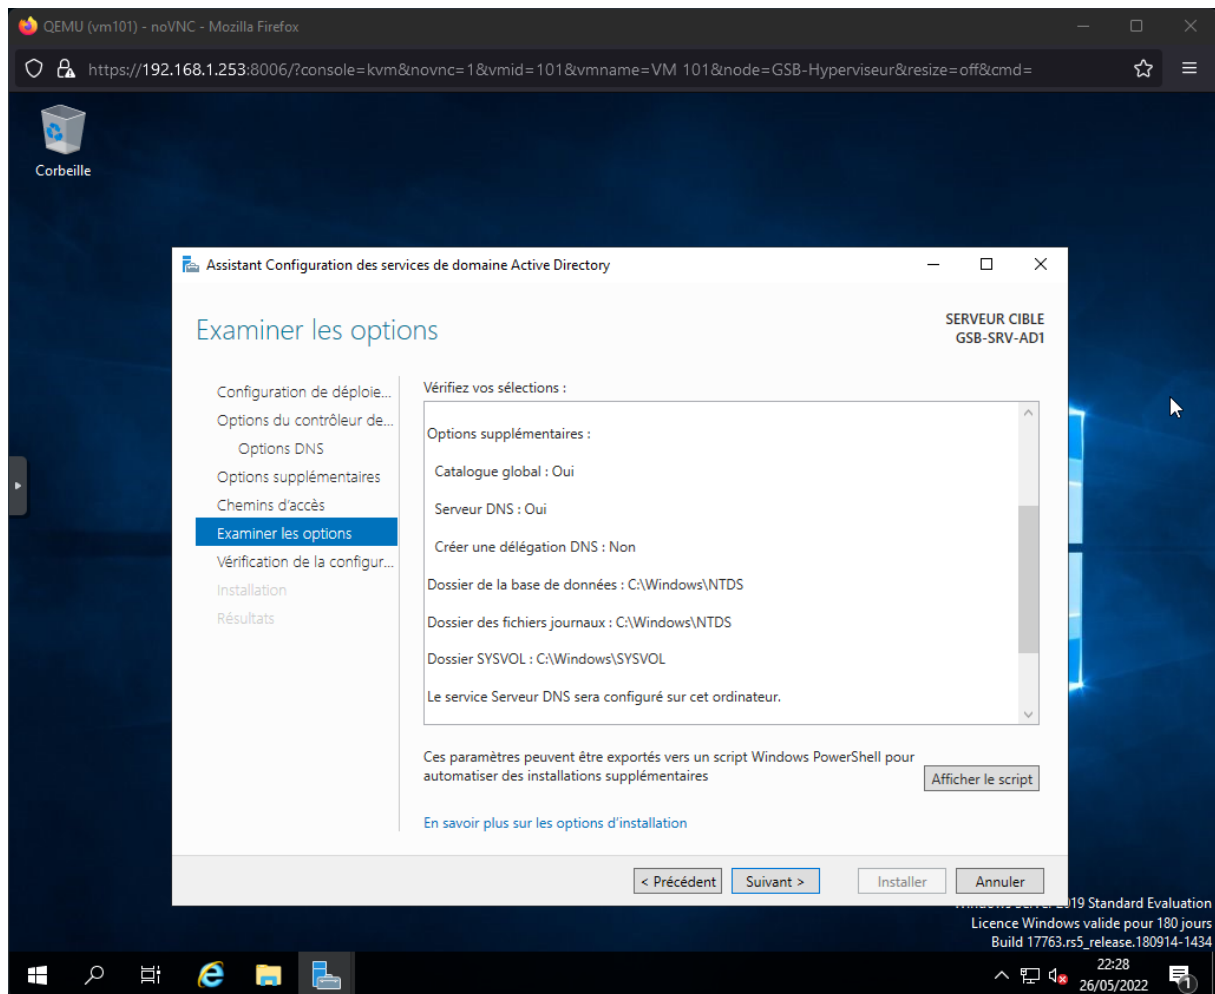 QEMU (vm101) - noVNC - Mozilla Firefox
https://192.168.1.253:8006/?console=kvm&novnc=1&vmid=101&vmname=VM 101&node=GSB-Hyperviseur&resize=off&cmd=
Corbeille
Assistant Configuration des services de domaine Active Directory
Examiner les options
SERVEUR CIBLE
GSB-SRV-AD1
Configuration de déploie...
Options du contrôleur de...
Options DNS
Options supplémentaires
Chemins d'accès
Examiner les options
Vérification de la configur...
Installation
Résultats
Vérifiez vos sélections :
Options supplémentaires :
Catalogue global : Oui
Serveur DNS : Oui
Créer une délégation DNS : Non
Dossier de la base de données : C:\Windows\NTDS
Dossier des fichiers journaux : C:\Windows\NTDS
Dossier SYSVOL : C:\Windows\SYSVOL
Le service Serveur DNS sera configuré sur cet ordinateur.
Ces paramètres peuvent être exportés vers un script Windows PowerShell pour
automatiser des installations supplémentaires
Afficher le script
En savoir plus sur les options d'installation
< Précédent
Suivant >
Installer
Annuler
19 Standard Evaluation
Licence Windows valide pour 180 jours
Build 17763.rs5_release.180914-1434
22:28
26/05/2022
1